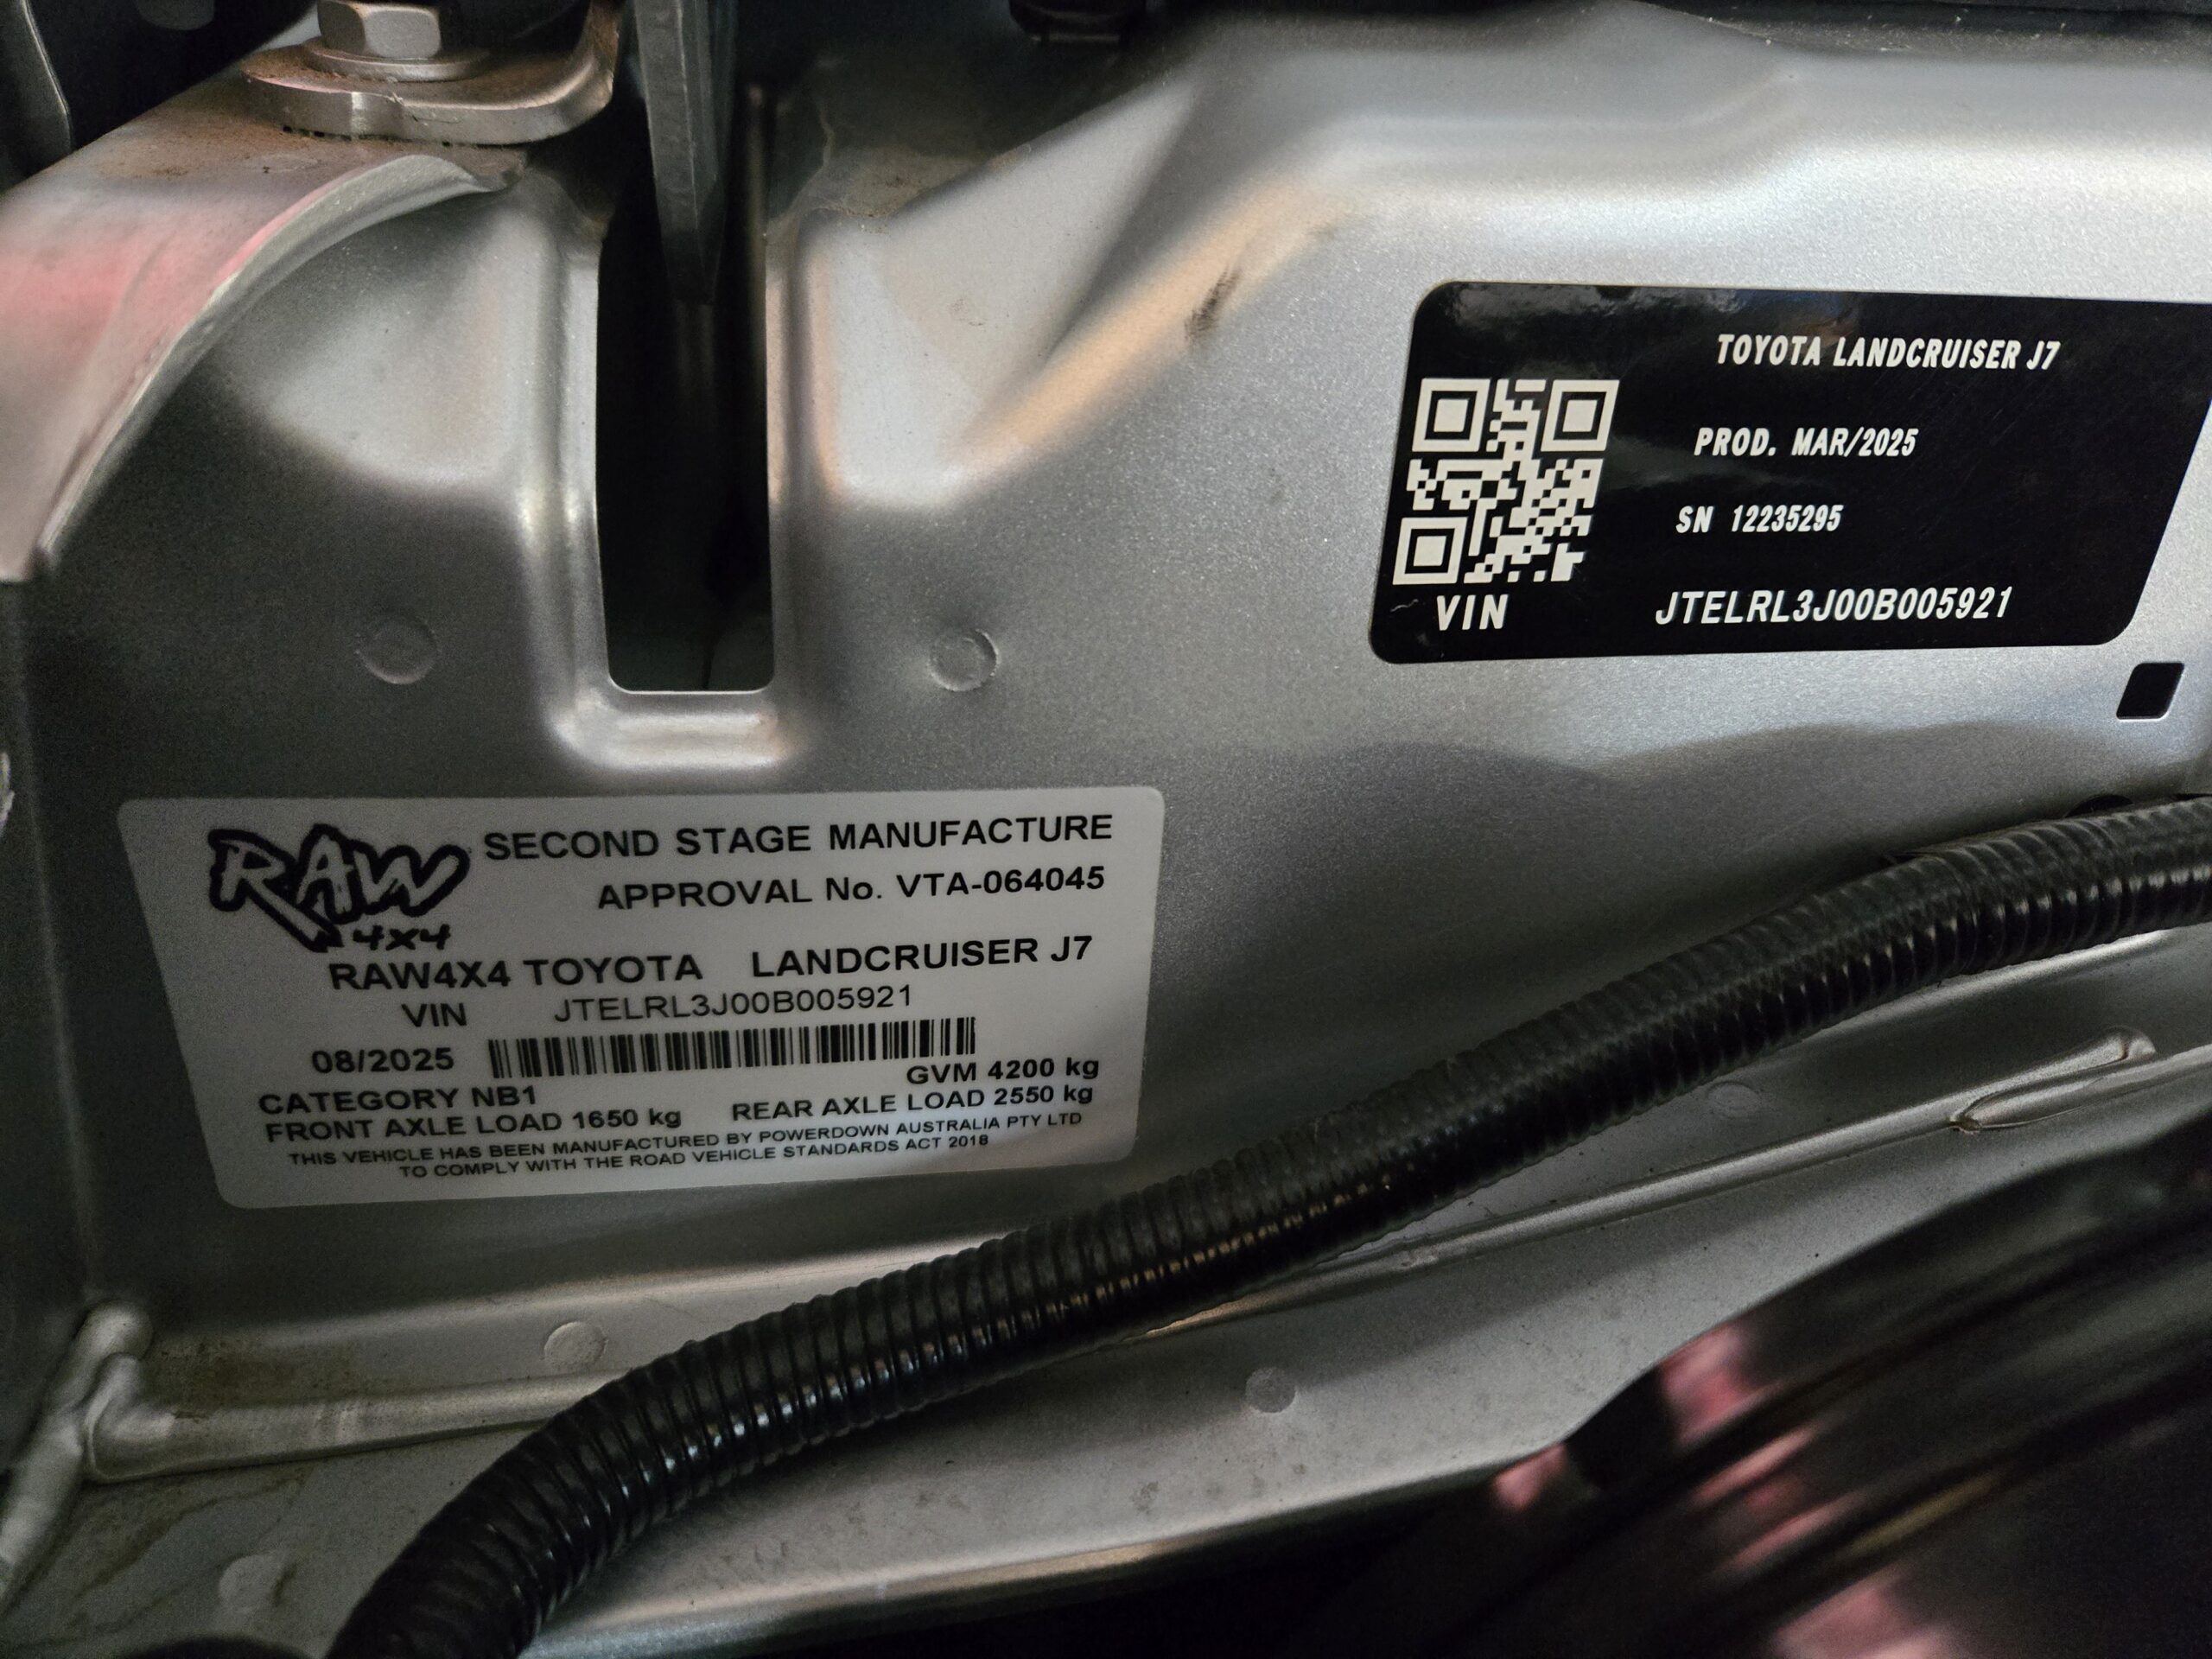 TOYOTA LANDCRUISER J7
PROD. MAR/2025
SN 12235295
VIN JTELRL3J00B005921
RAW 4x4
SECOND STAGE MANUFACTURE
APPROVAL No. VTA-064045
RAW4X4 TOYOTA LANDCRUISER J7
VIN JTELRL3J00B005921
08/2025
GVM 4200 kg
CATEGORY NB1
FRONT AXLE LOAD 1650 kg REAR AXLE LOAD 2550 kg
THIS VEHICLE HAS BEEN MANUFACTURED BY POWERDOWN AUSTRALIA PTY LTD
TO COMPLY WITH THE ROAD VEHICLE STANDARDS ACT 2018